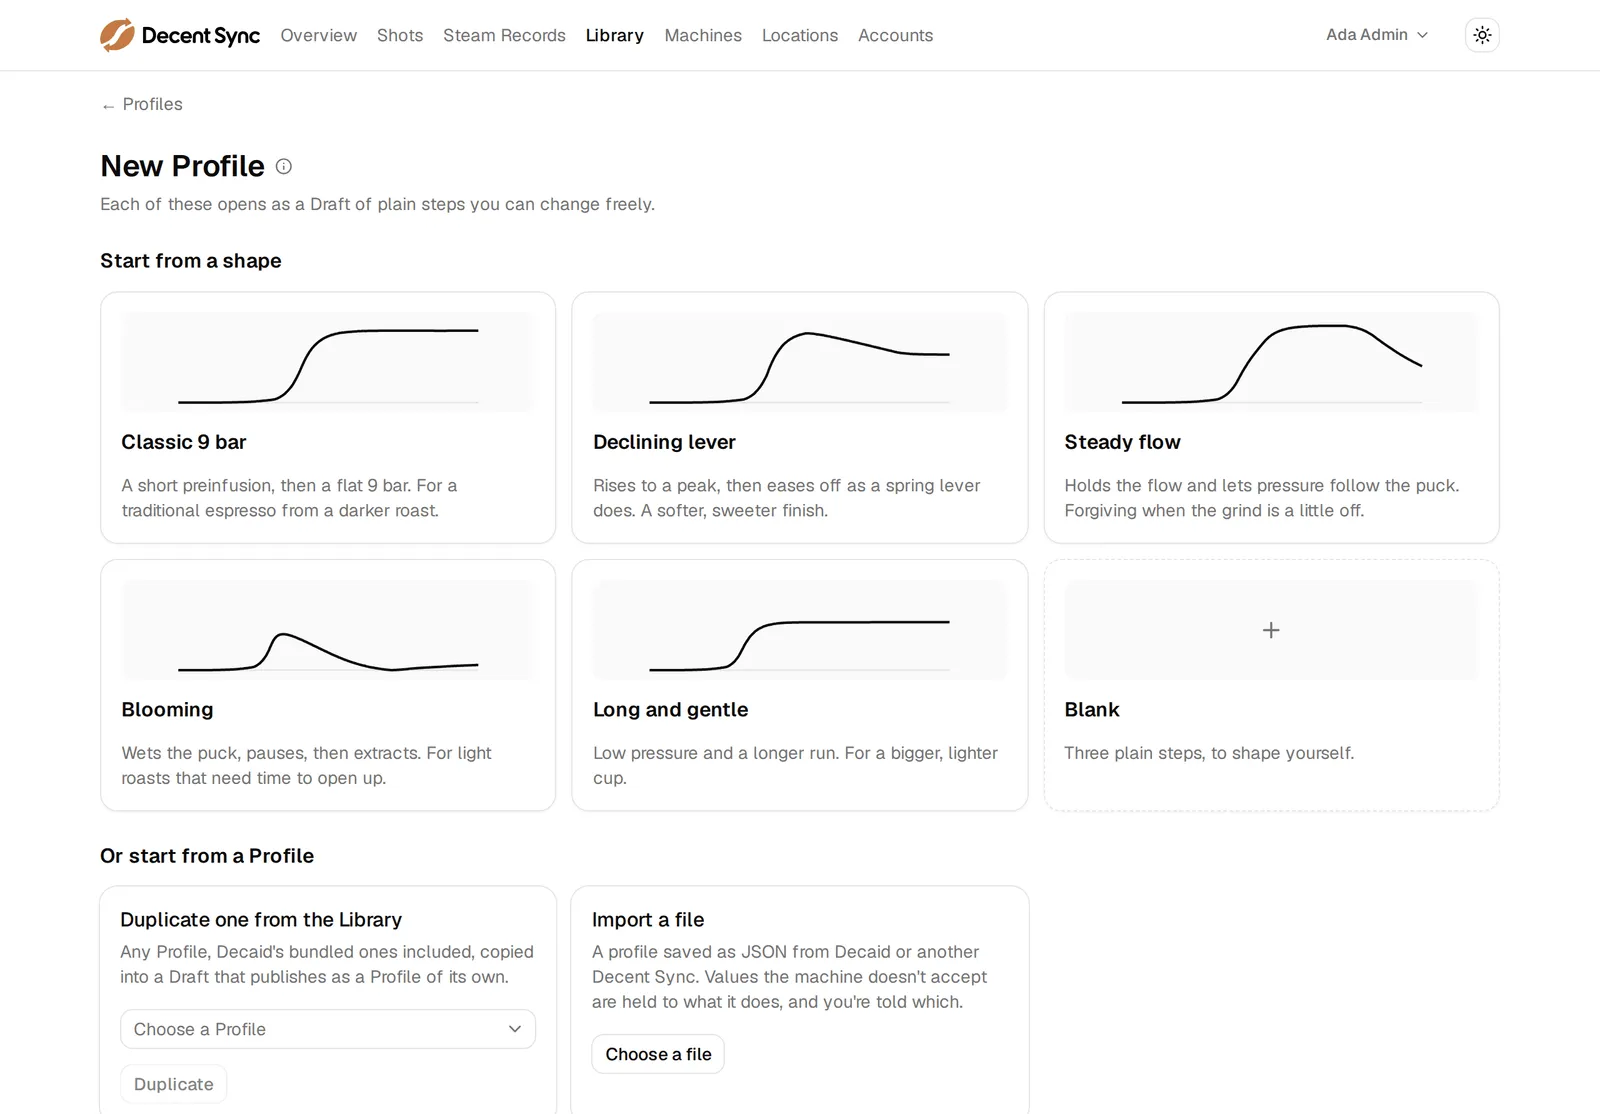 Decent Sync
Overview
Shots
Steam Records
Library
Machines
Locations
Accounts
Ada Admin
← Profiles
New Profile
Each of these opens as a Draft of plain steps you can change freely.
Start from a shape
Classic 9 bar
A short preinfusion, then a flat 9 bar. For a
traditional espresso from a darker roast.
Declining lever
Rises to a peak, then eases off as a spring lever
does. A softer, sweeter finish.
Steady flow
Holds the flow and lets pressure follow the puck.
Forgiving when the grind is a little off.
Blooming
Wets the puck, pauses, then extracts. For light
roasts that need time to open up.
Long and gentle
Low pressure and a longer run. For a bigger, lighter
cup.
Blank
Three plain steps, to shape yourself.
Or start from a Profile
Duplicate one from the Library
Any Profile, Decaid's bundled ones included, copied
into a Draft that publishes as a Profile of its own.
Choose a Profile
Duplicate
Import a file
A profile saved as JSON from Decaid or another
Decent Sync. Values the machine doesn't accept
are held to what it does, and you're told which.
Choose a file